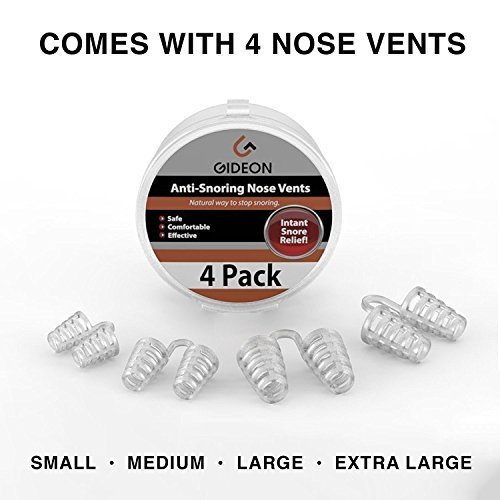 COMES WITH 4 NOSE VENTS
GIDEON
Anti-Snoring Nose Vents
Natural way to stop snoring.
Safe
Comfortable
Effective
Intant
Snore
Relief!
4 Pack
SMALL • MEDIUM • LARGE • EXTRA LARGE